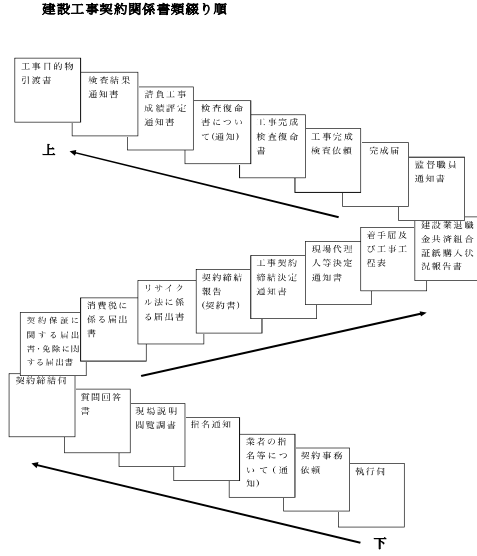 建設工事契約関係書類綴り順
工事目的物
引渡書
検査結果
通知書
請負工事
成績評定
通知書
検査復命
書につい
て(通知)
工事完成
検査復命
書
工事完成
検査依頼
完成届
監督職員
通知書
上
建設業退職
金共済組合
証紙購入状
況報告書
着手届及
び工事工
程表
現場代理
人等決定
通知書
工事契約
締結決定
通知書
契約締結
報告
(契約書)
リサイク
ル法に係
る届出書
消費税に
係る届出
書
契約保証に
関する届出
書・免除に関
する届出書
契約締結伺
質問回答
書
現場説明
閲覧調書
指名通知
業者の指
名等につ
いて(通
知)
契約事務
依頼
執行伺
下